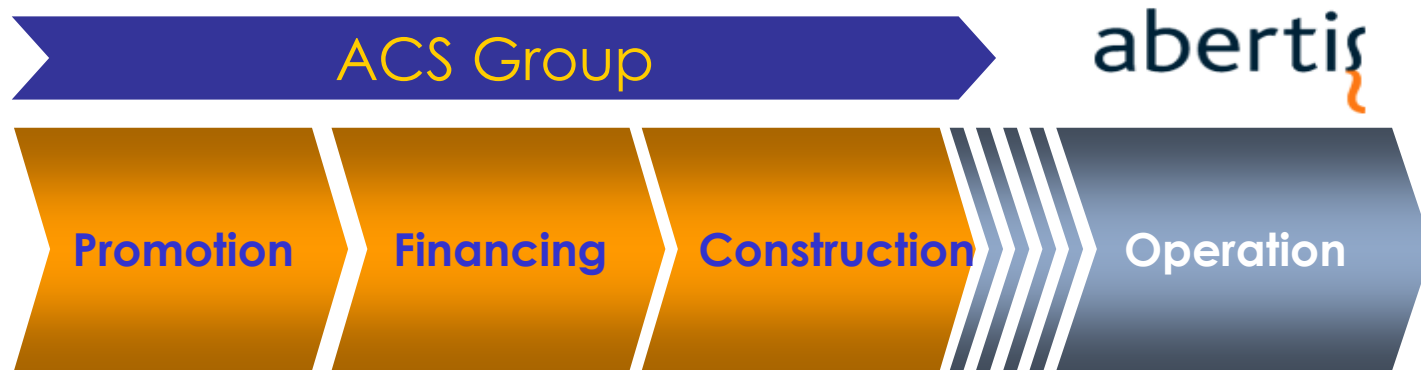 ACS Group
abertis
Promotion
Financing
Construction
Operation